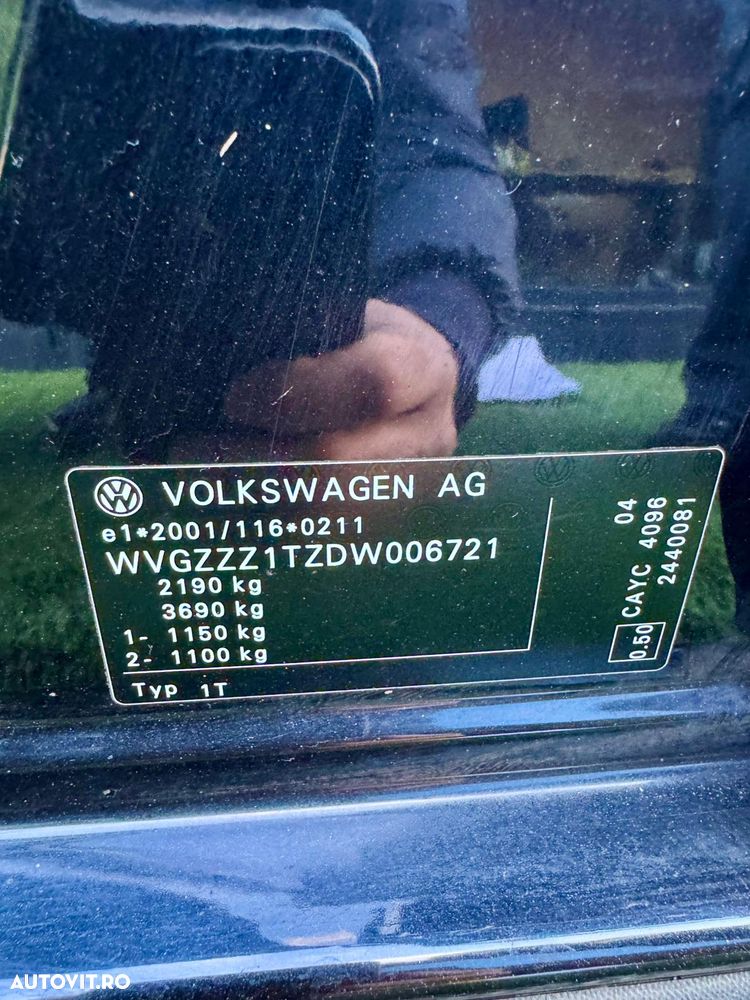 VOLKSWAGEN AG
e1*2001/116*0211
WVGZZZ1TZDW006721
2190 kg
3690 kg
1- 1150 kg
2- 1100 kg
Typ 1T
04
CAYC 4096
2440081
0.50
AUTOVIT.RO